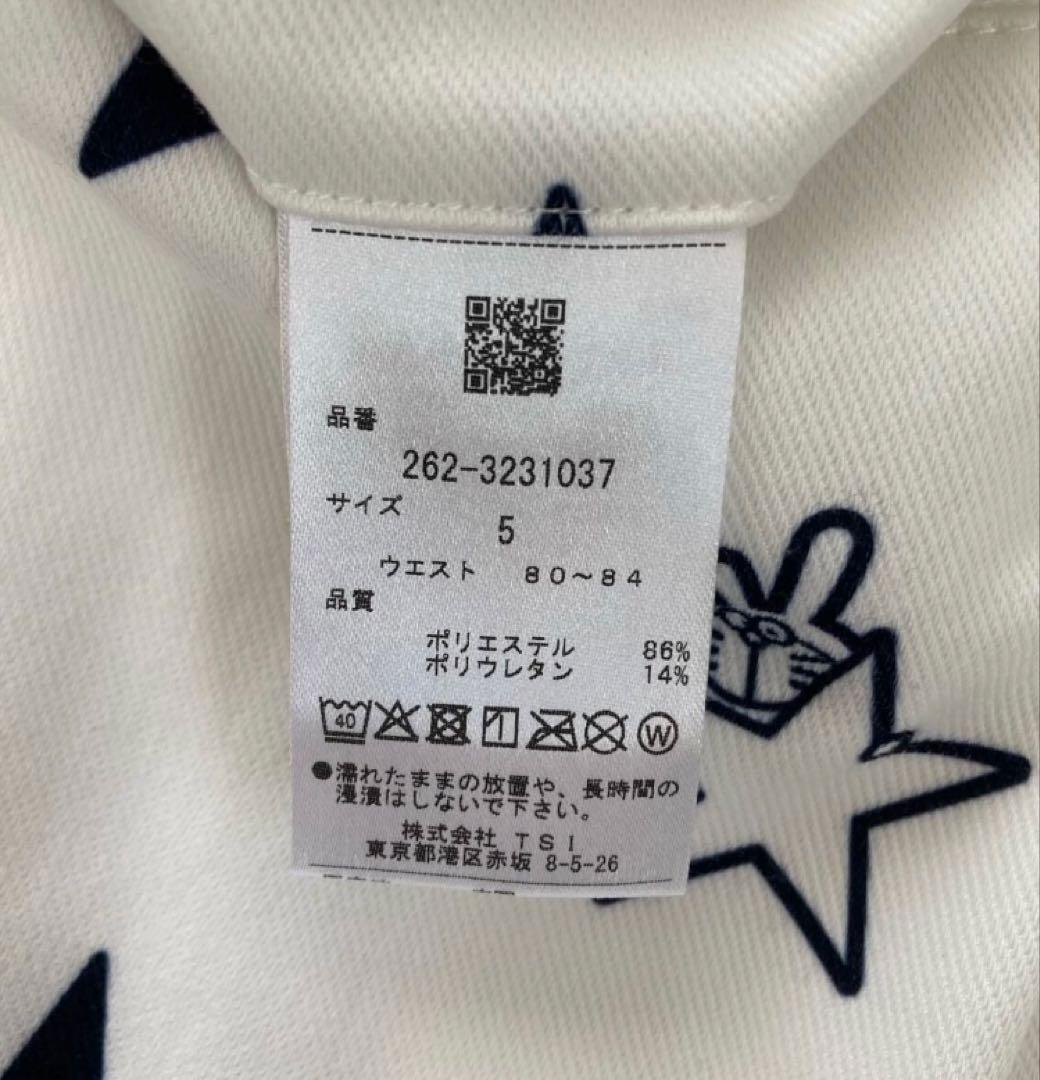 品番
262-3231037
サイズ
5
ウエスト 80~84
品質
ポリエステル 86%
ポリウレタン 14%
40
W
●濡れたままの放置や、長時間の
浸漬はしないで下さい。
株式会社 TSI
東京都港区赤坂 8-5-26